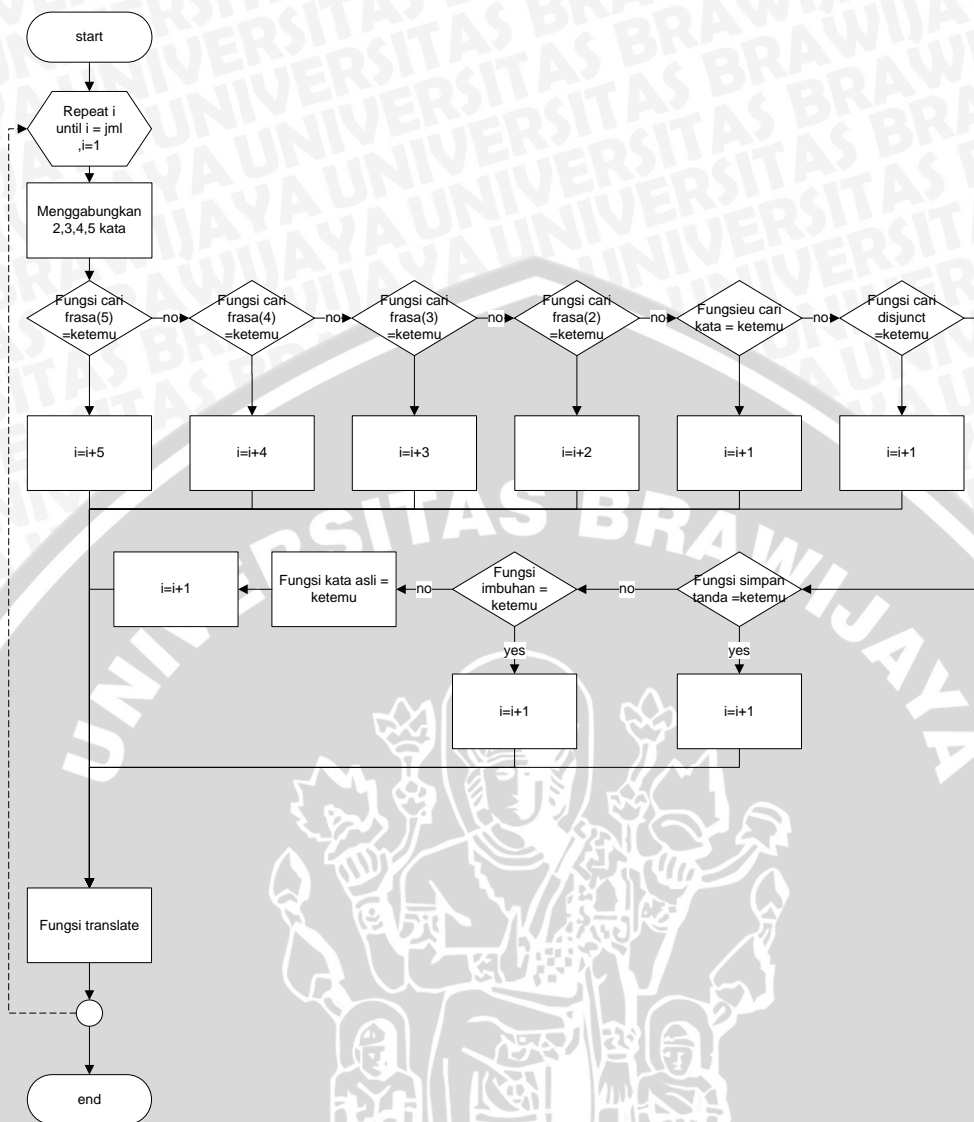 start
Repeat i
until i = jml
,i=1
Menggabungkan
2,3,4,5 kata
Fungsi cari
frasa(5)
=ketemu
no
Fungsi cari
frasa(4)
=ketemu
no
Fungsi cari
frasa(3)
=ketemu
no
Fungsi cari
frasa(2)
=ketemu
no
Fungsieu cari
kata = ketemu
no
Fungsi cari
disjunct
=ketemu
i=i+5
i=i+4
i=i+3
i=i+2
i=i+1
i=i+1
i=i+1
Fungsi kata asli =
ketemu
no
Fungsi
imbuhan =
ketemu
no
Fungsi simpan
tanda =ketemu
yes
yes
i=i+1
i=i+1
Fungsi translate
end
UNIVERSITAS BRAWIJAYA